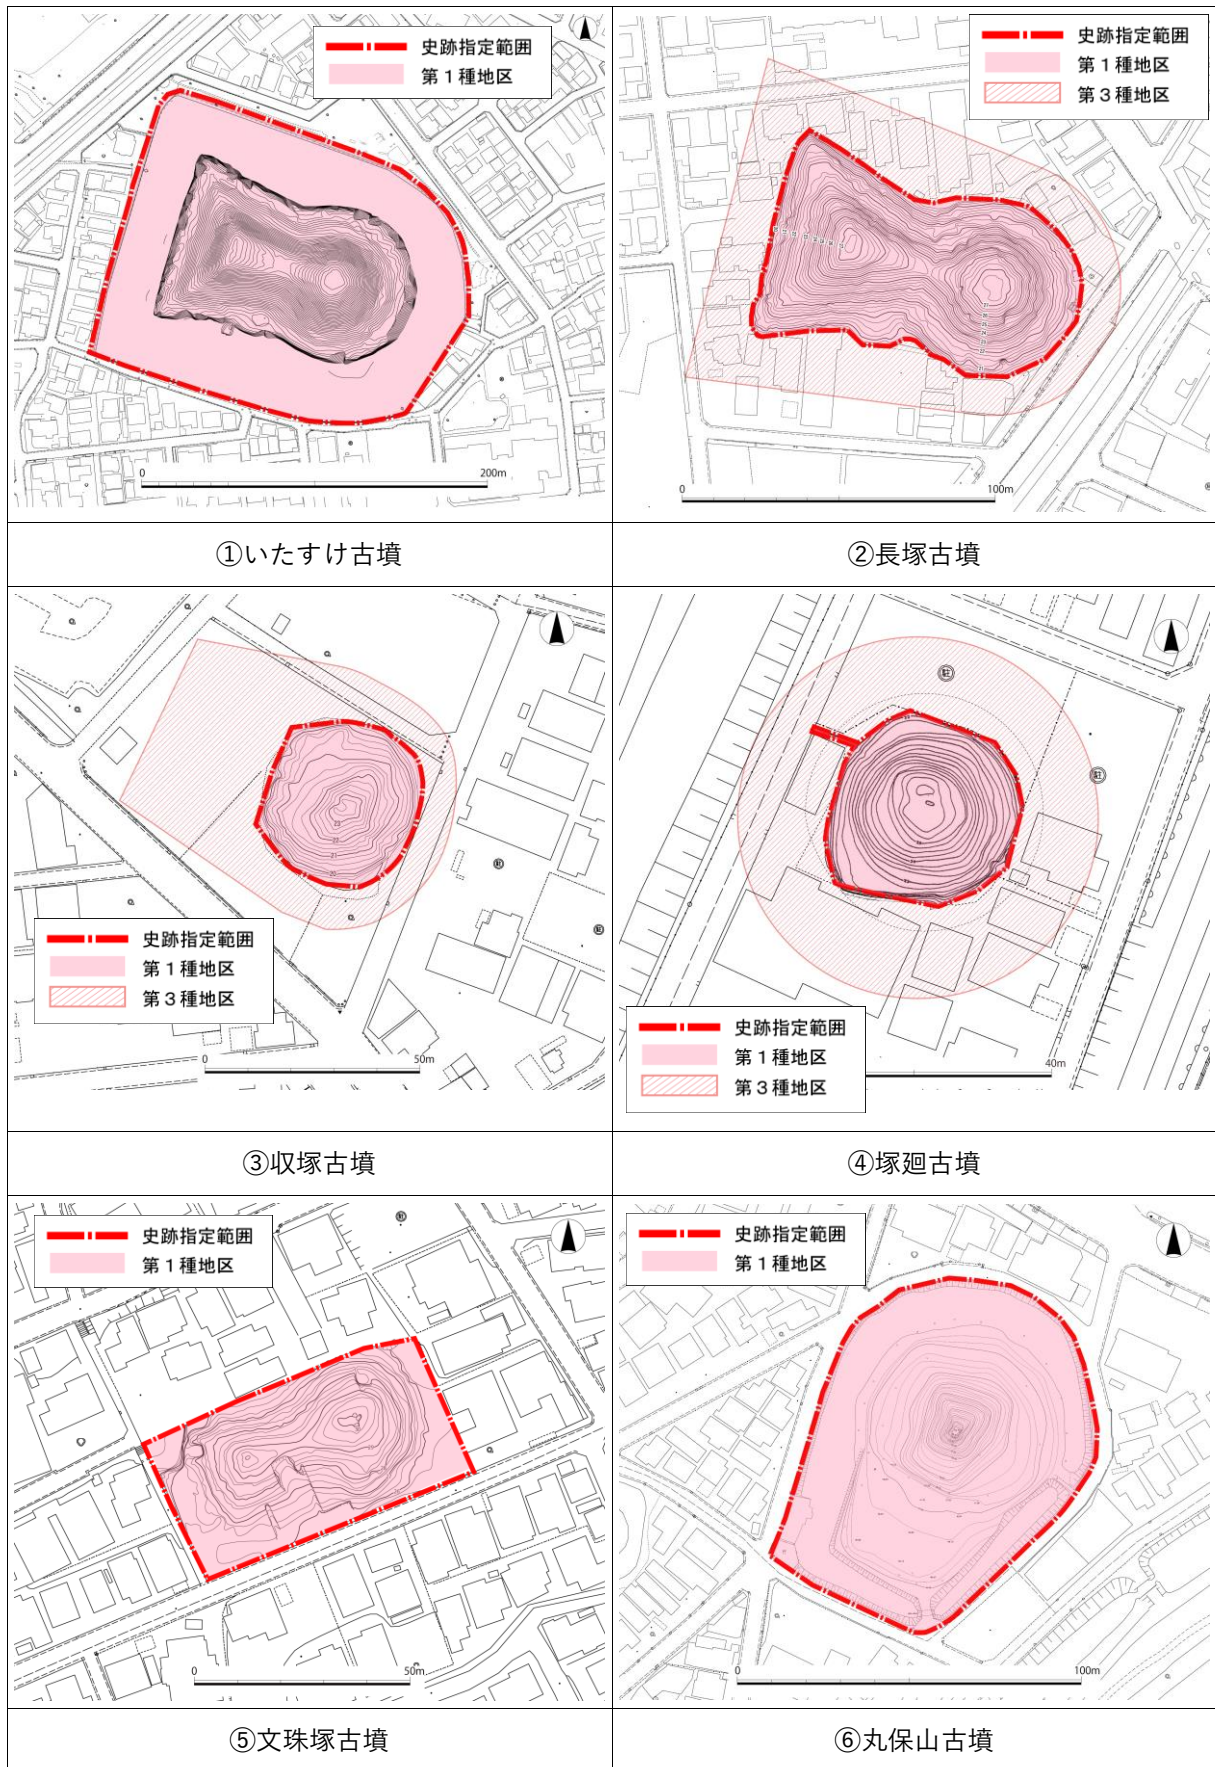 史跡指定範囲
第1種地区
0
200m
①いたすけ古墳
史跡指定範囲
第1種地区
第3種地区
0
100m
②長塚古墳
史跡指定範囲
第1種地区
第3種地区
0
50m
③収塚古墳
駐
駐
史跡指定範囲
第1種地区
第3種地区
40m
④塚廻古墳
史跡指定範囲
第1種地区
0
50m
⑤文珠塚古墳
史跡指定範囲
第1種地区
0
100m
⑥丸保山古墳